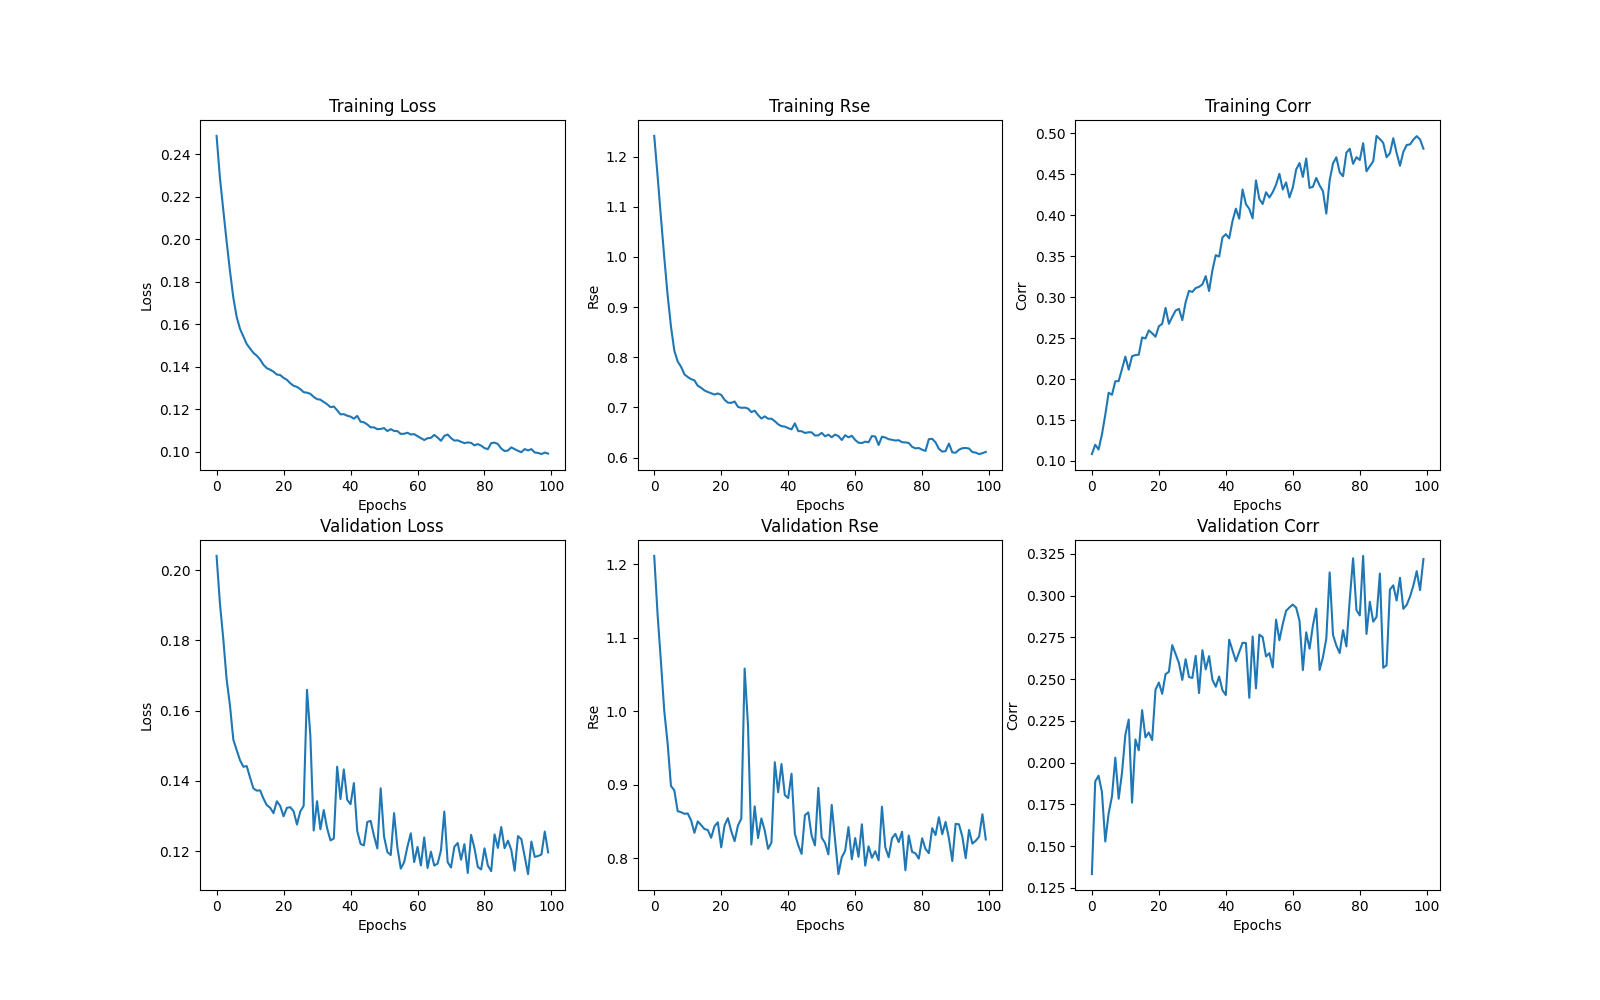 Training Loss
Training Rse
Training Corr
0.24
0.22
0.20
0.18
0.16
0.14
0.12
0.10
Loss
0 20 40 60 80 100
Epochs
1.2
1.1
1.0
0.9
0.8
0.7
0.6
Rse
0 20 40 60 80 100
Epochs
0.50
0.45
0.40
0.35
0.30
0.25
0.20
0.15
0.10
Corr
0 20 40 60 80 100
Epochs
Validation Loss
Validation Rse
Validation Corr
0.20
0.18
0.16
0.14
0.12
Loss
0 20 40 60 80 100
Epochs
1.2
1.1
1.0
0.9
0.8
Rse
0 20 40 60 80 100
Epochs
0.325
0.300
0.275
0.250
0.225
0.200
0.175
0.150
0.125
Corr
0 20 40 60 80 100
Epochs